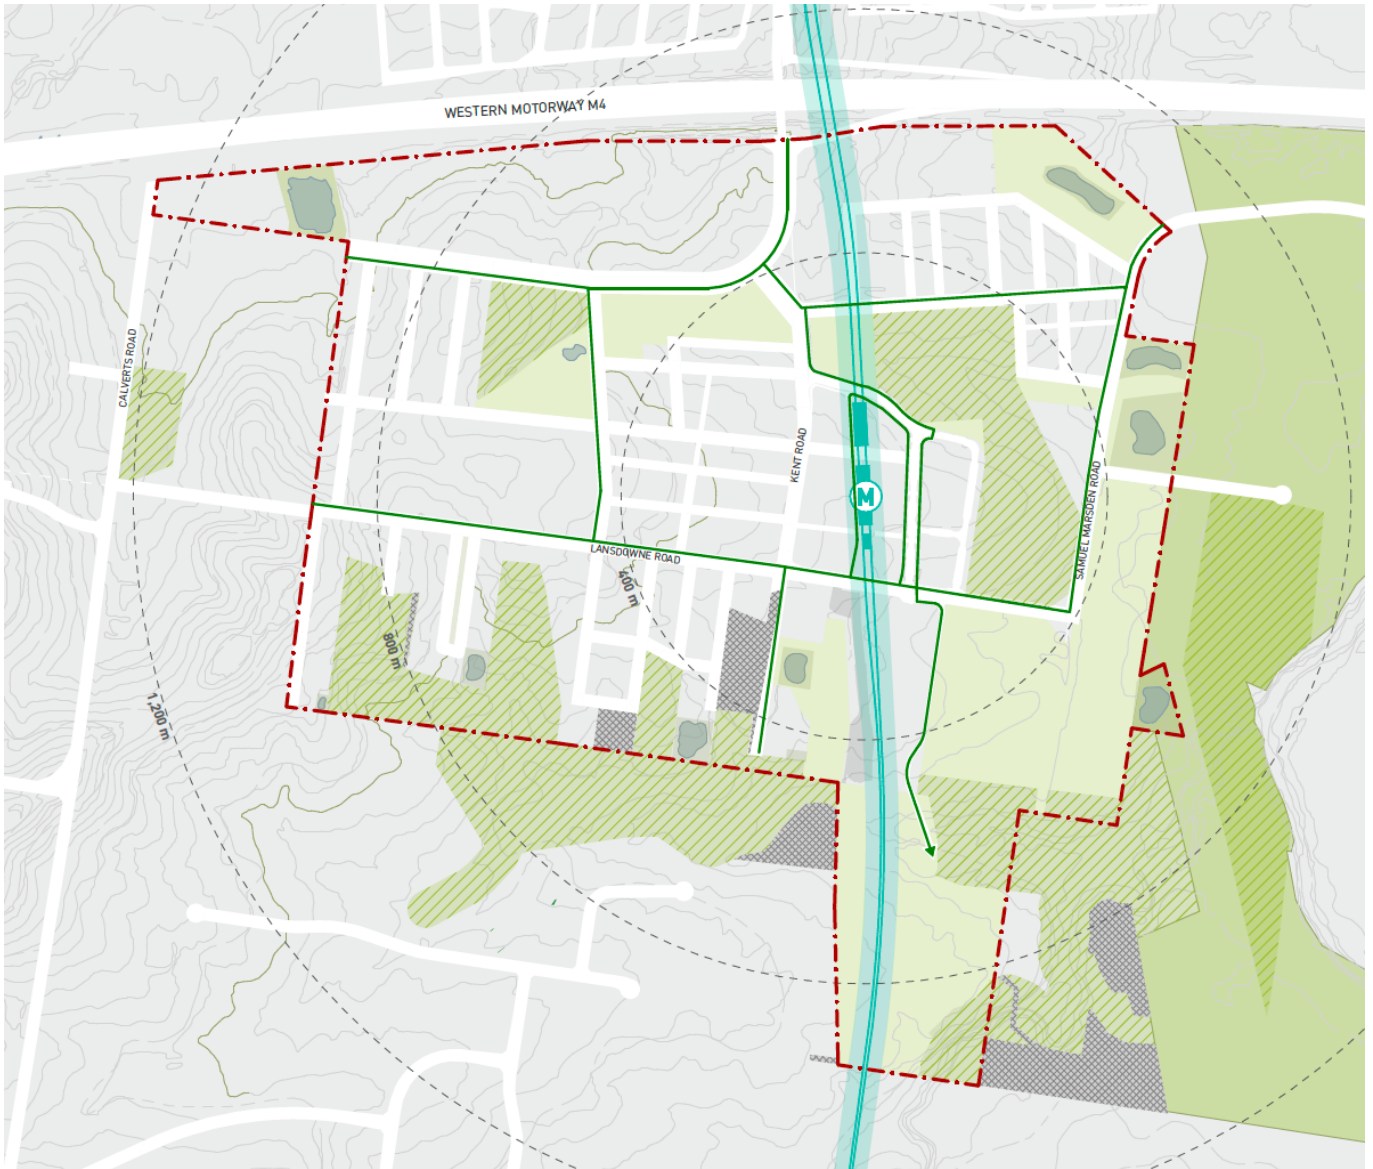 WESTERN MOTORWAY M4
CALVERTS ROAD
KENT ROAD
M
SAMUEL MARSDEN ROAD
LANSDOWNE ROAD
400 m
800 m
1,200 m